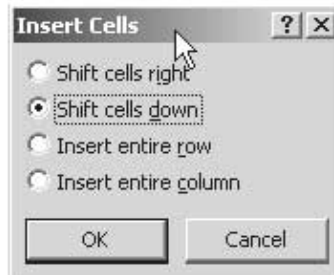 Insert Cells ? X
Shift cells right
Shift cells down
Insert entire row
Insert entire column
OK Cancel